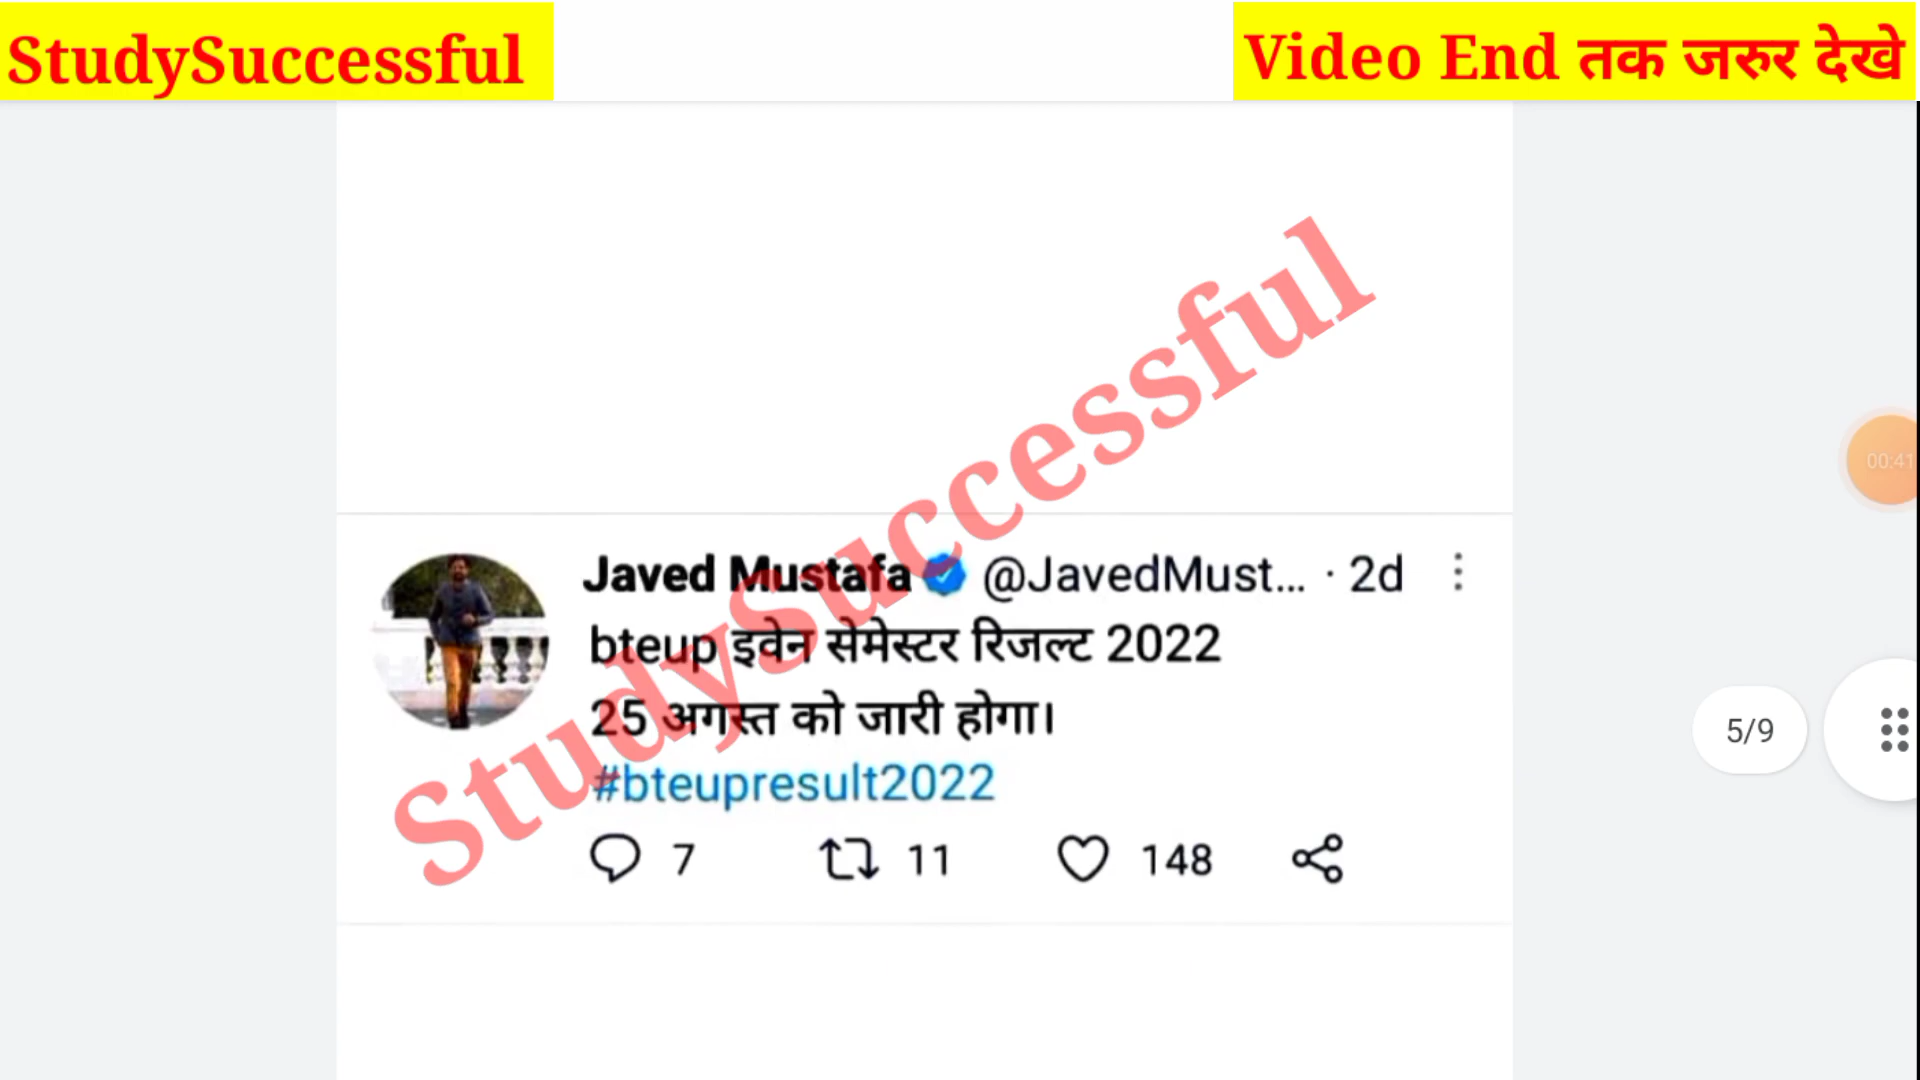 StudySuccessful
Video End तक जरुर देखे
StudySuccessful
00:41
Javed Mustafa @JavedMust... · 2d
bteup इवेन सेमेस्टर रिजल्ट 2022
25 अगस्त को जारी होगा।
#bteupresult2022
7 11 148
5/9